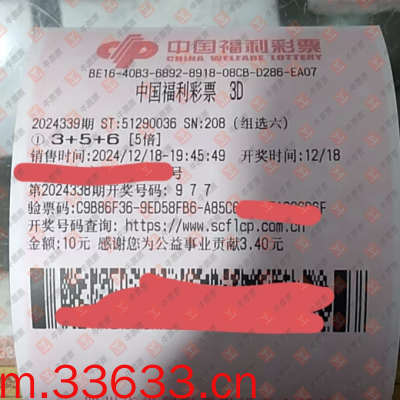 中国福利彩票
CHINA WELFARE LOTTERY
BE16-40B3-6892-8918-08CB-D286-EA07
中国福利彩票 3D
2024339期 ST:51290036 SN:208 (组选六)
① 3+5+6 [5倍]
销售时间:2024/12/18-19:45:49 开奖时间:12/18
号
第2024338期开奖号码: 9 7 7
验票码:C9B86F36-9ED58FB6-A85C6
开奖号码查询: https://www.scflcp.com.cn
金额:10元 感谢您为公益事业贡献3.40元
m.33633.cn